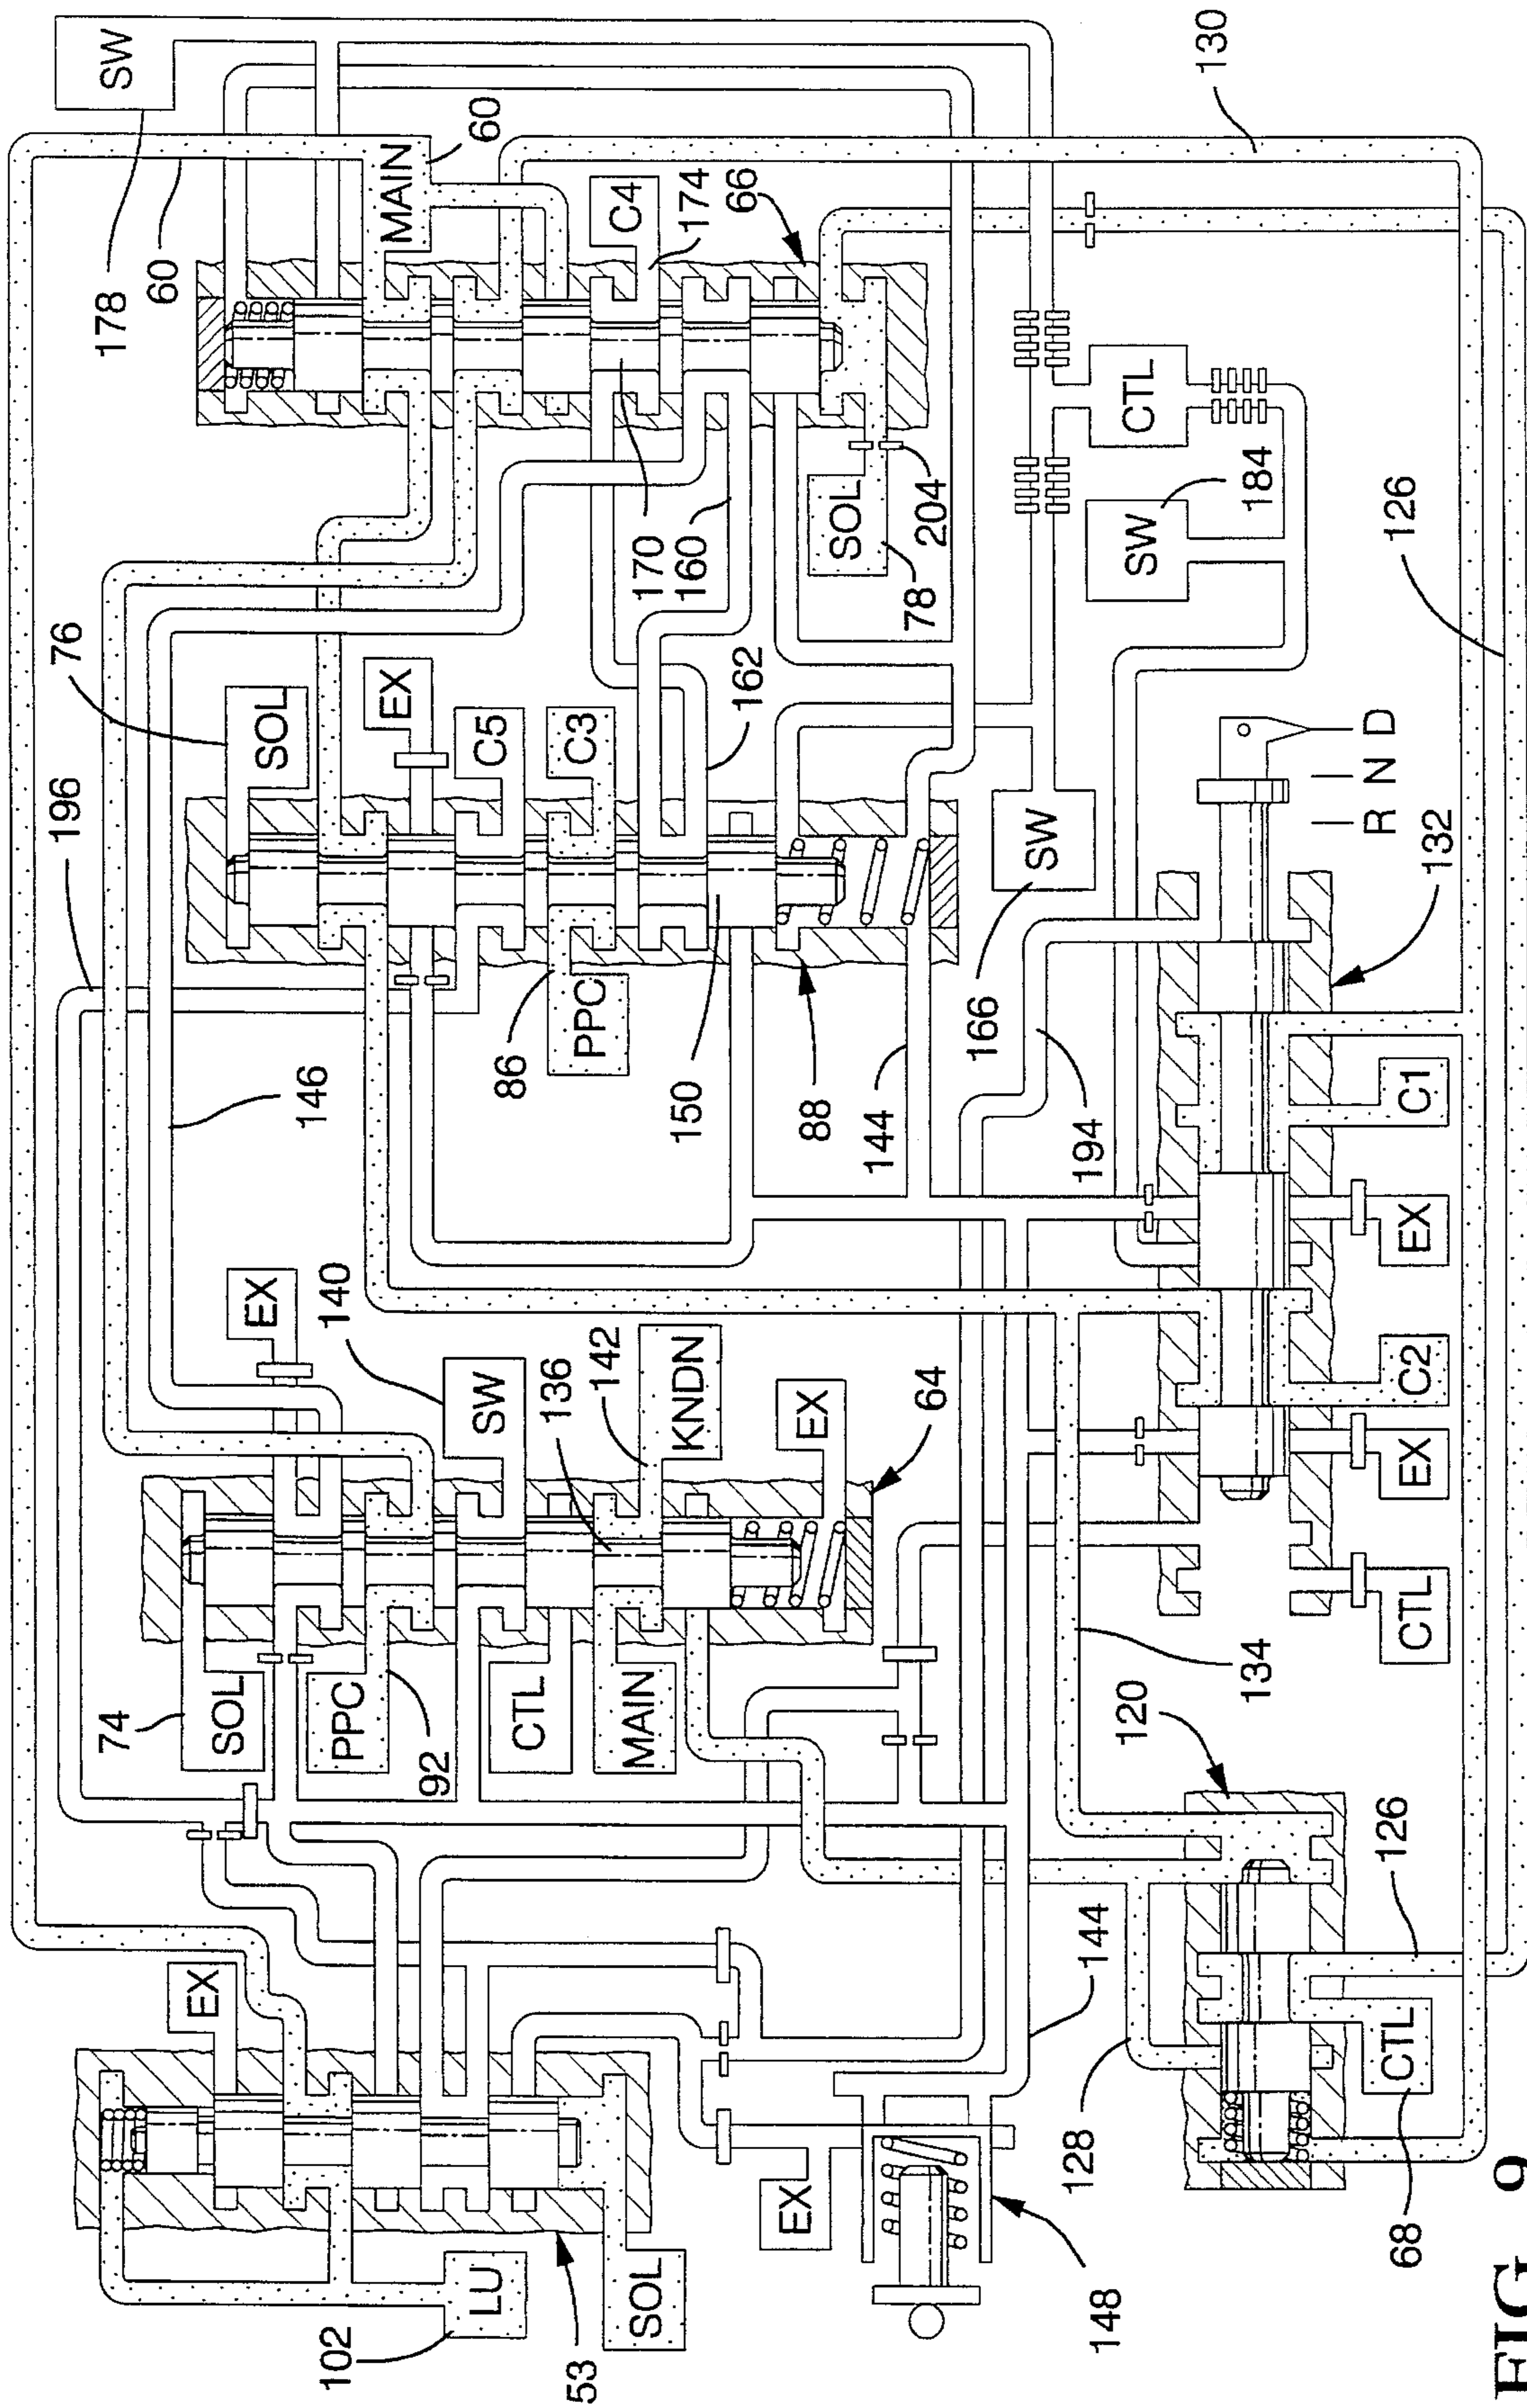 SW
178
60
MAIN
60
C4
174
66
130
196
76
SOL
EX
C5
C3
170
160
162
SOL
204
78
CTL
SW
184
126
146
86
PPC
150
88
144
SW
166
194
R N D
132
EX
140
SW
142
136
KNDN
EX
64
C1
EX
C2
EX
CTL
74
SOL
PPC
92
CTL
MAIN
134
120
126
EX
144
128
CTL
68
102
LU
SOL
53
EX
148
FIG. 9